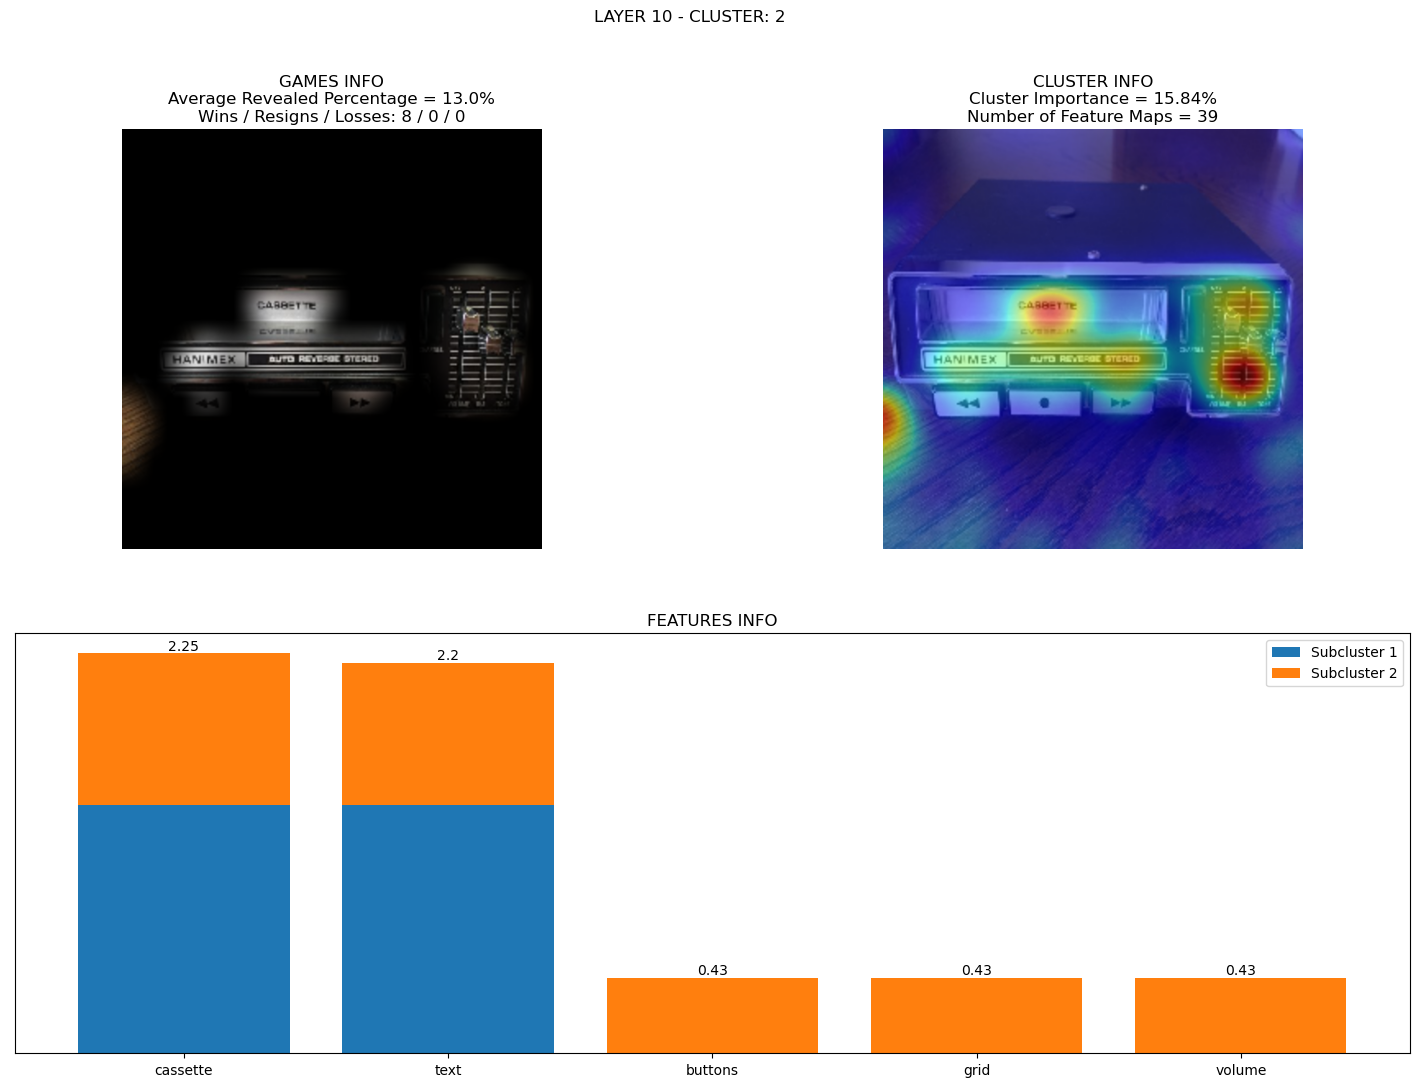 LAYER 10 - CLUSTER: 2
GAMES INFO
Average Revealed Percentage = 13.0%
Wins / Resigns / Losses: 8 / 0 / 0
CASSETTE
HANIMEX AUTO REVERSE STEREO
CLUSTER INFO
Cluster Importance = 15.84%
Number of Feature Maps = 39
CASSETTE
HANIMEX AUTO REVERSE STEREO
FEATURES INFO
2.25
2.2
0.43
0.43
0.43
Subcluster 1
Subcluster 2
cassette
text
buttons
grid
volume